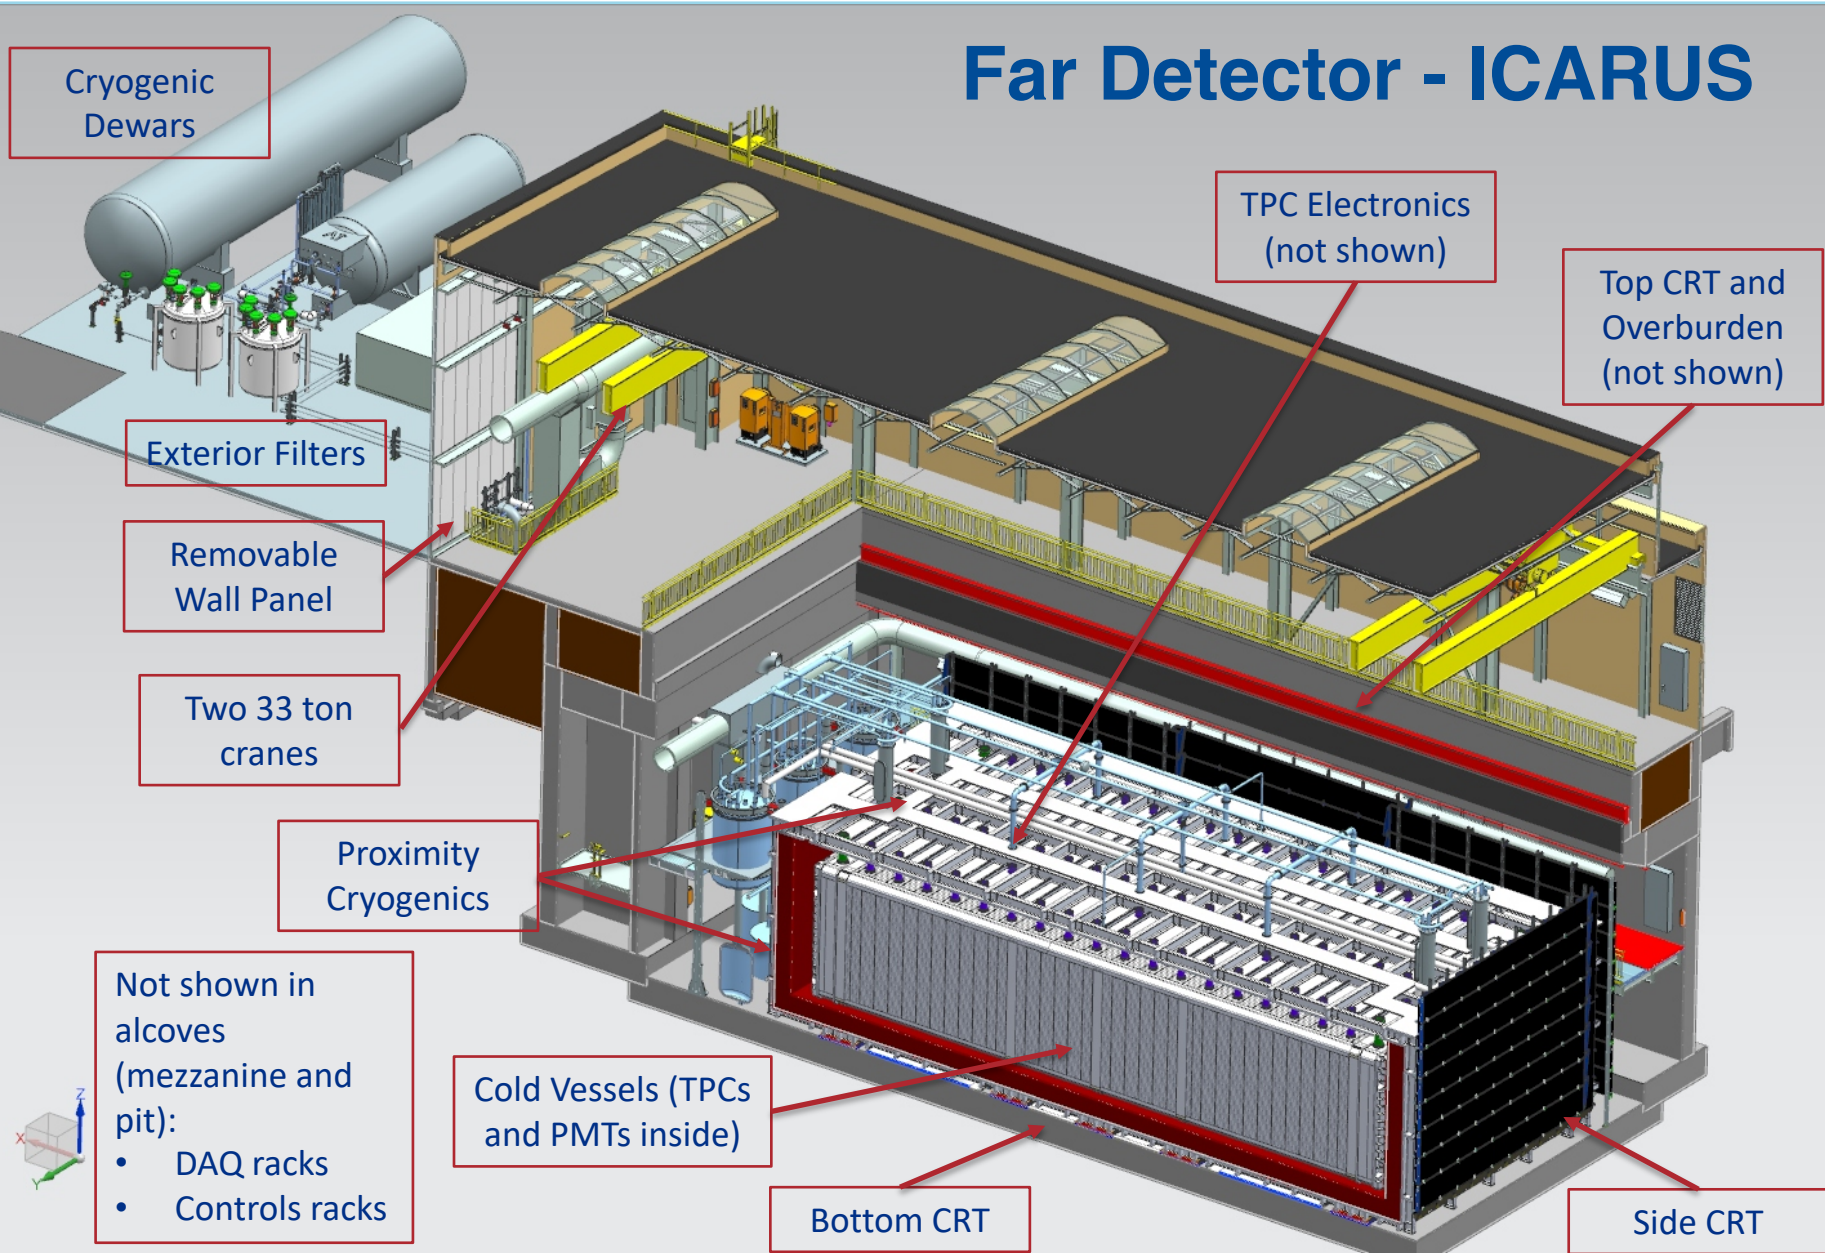 Far Detector - ICARUS
Cryogenic
Dewars
TPC Electronics
(not shown)
Top CRT and
Overburden
(not shown)
Exterior Filters
Removable
Wall Panel
Two 33 ton
cranes
Proximity
Cryogenics
Not shown in
alcoves
(mezzanine and
pit):
• DAQ racks
• Controls racks
Cold Vessels (TPCs
and PMTs inside)
Bottom CRT
Side CRT
Z
X
Y